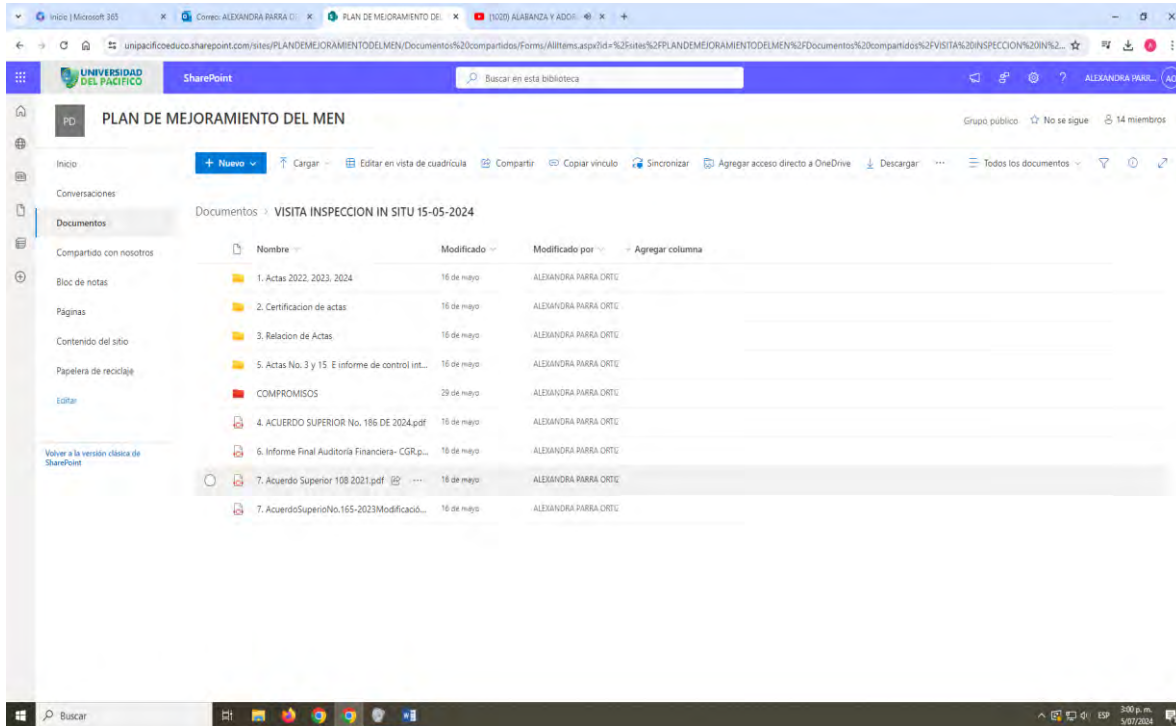 Inicio | Microsoft 365
Correo: ALEXANDRA PARRA O
PLAN DE MEJORAMIENTO DEL
(1020) ALABANZA Y ADOR
unipacificoeduco.sharepoint.com/sites/PLANDEMEJORAMIENTODELMEN/Documentos%20compartidos/Forms/AllItems.aspx?id=%2Fsites%2FPLANDEMEJORAMIENTODELMEN%2FDocumentos%20compartidos%2FVISITA%20INSPECCION%20IN%2...
UNIVERSIDAD
DEL PACIFICO
SharePoint
Buscar en esta biblioteca
ALEXANDRA PARR...
PD
PLAN DE MEJORAMIENTO DEL MEN
Grupo público
No se sigue
14 miembros
Inicio
Conversaciones
Documentos
Compartido con nosotros
Bloc de notas
Páginas
Contenido del sitio
Papelera de reciclaje
Editar
Volver a la versión clásica de
SharePoint
+ Nuevo
Cargar
Editar en vista de cuadrícula
Compartir
Copiar vínculo
Sincronizar
Agregar acceso directo a OneDrive
Descargar
...
Todos los documentos
Documentos > VISITA INSPECCION IN SITU 15-05-2024
Nombre Modificado Modificado por + Agregar columna
1. Actas 2022, 2023, 2024 16 de mayo ALEXANDRA PARRA ORTI
2. Certificacion de actas 16 de mayo ALEXANDRA PARRA ORTI
3. Relacion de Actas 16 de mayo ALEXANDRA PARRA ORTI
5. Actas No. 3 y 15 E informe de control int... 16 de mayo ALEXANDRA PARRA ORTI
COMPROMISOS 29 de mayo ALEXANDRA PARRA ORTI
4. ACUERDO SUPERIOR No. 186 DE 2024.pdf 16 de mayo ALEXANDRA PARRA ORTI
6. Informe Final Auditoría Financiera- CGR.p... 16 de mayo ALEXANDRA PARRA ORTI
7. Acuerdo Superior 108 2021.pdf ... 16 de mayo ALEXANDRA PARRA ORTI
7. AcuerdoSuperioNo.165-2023Modificació... 16 de mayo ALEXANDRA PARRA ORTI
Buscar
ESP
3:00 p. m.
5/07/2024